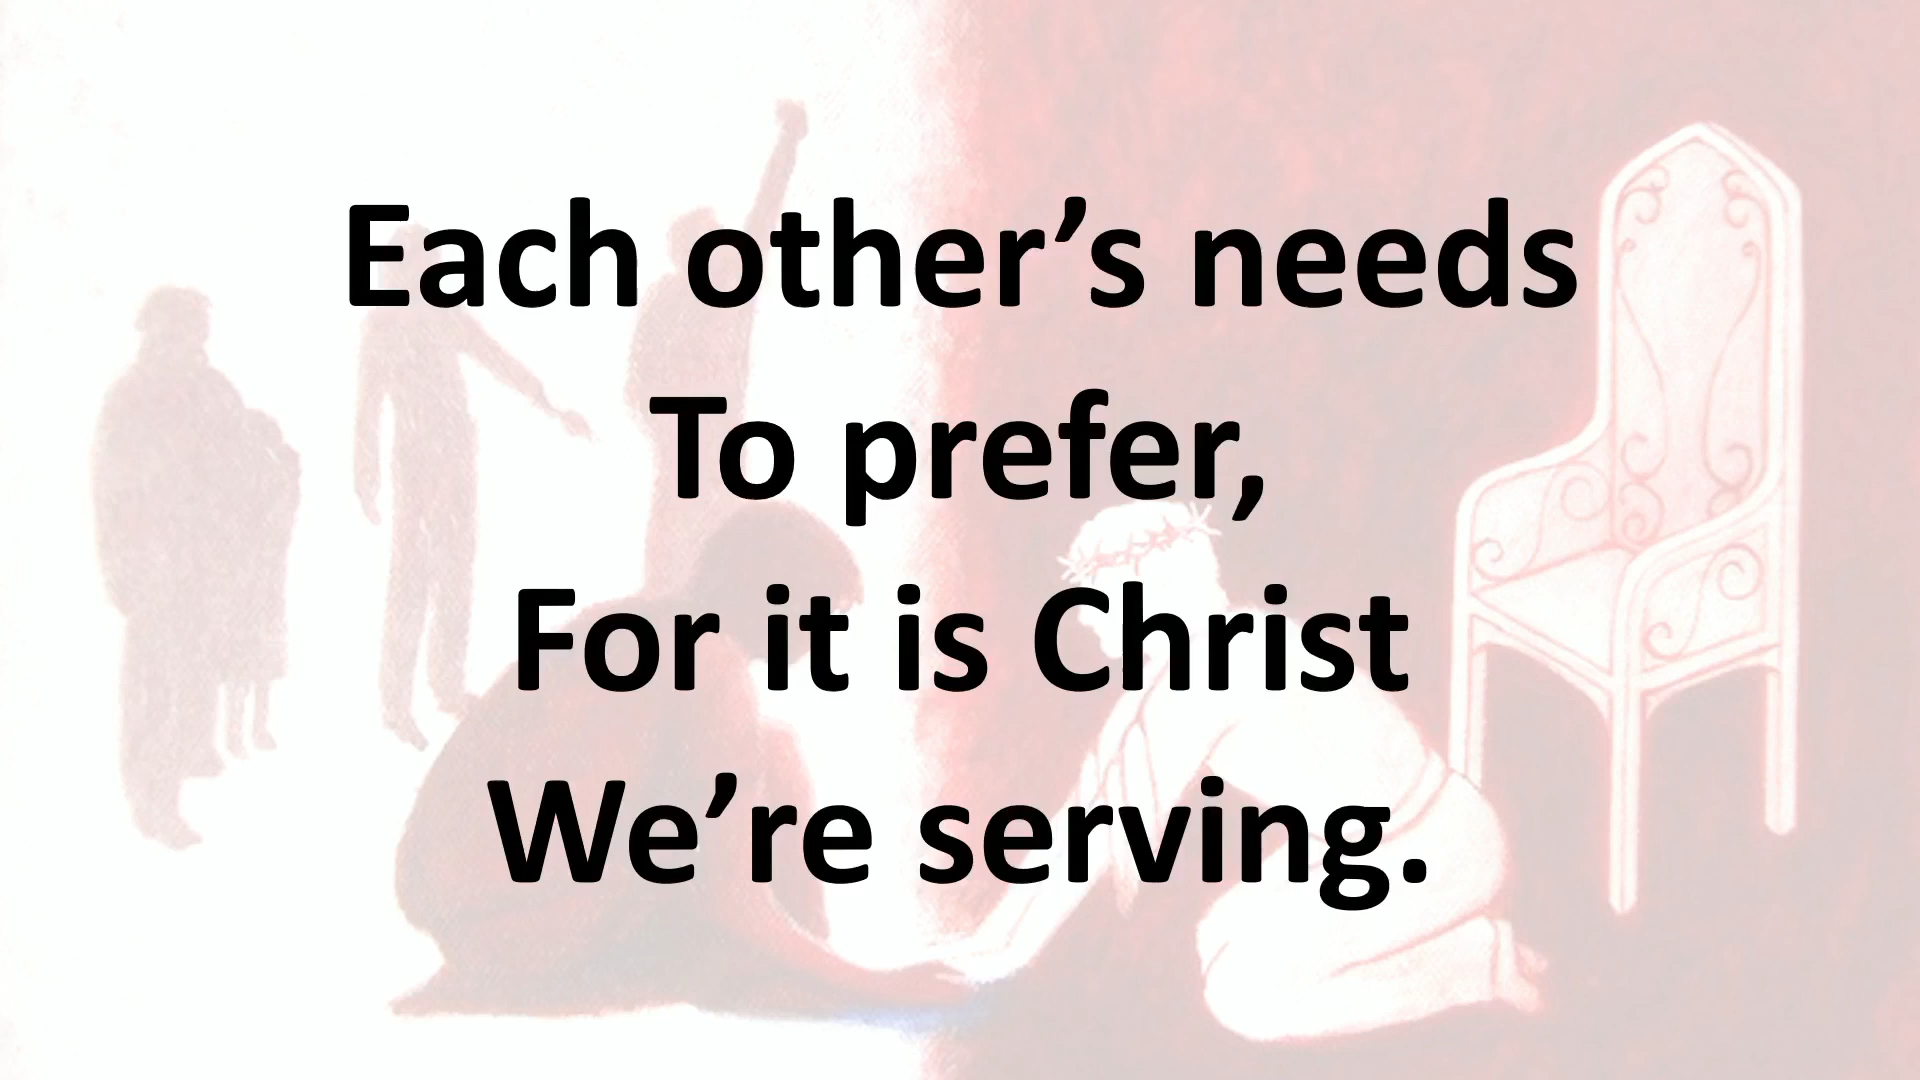 Each other’s needs
To prefer,
For it is Christ
We’re serving.